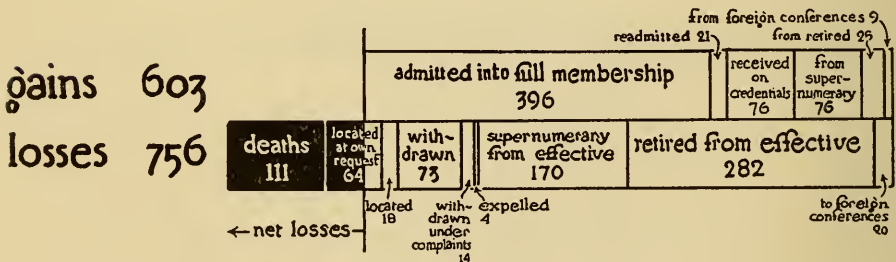 from foreign conferences 9
readmitted 21
from retired 25
gains 603
admitted into full membership
396
received
on
credentials
76
from
super-
numerary
76
losses 756
deaths
111
located
at own
request
64
with-
drawn
73
supernumerary
from effective
170
retired from effective
282
located
18
with-
drawn
under
complaints
14
expelled
4
to foreign
conferences
20
←net losses